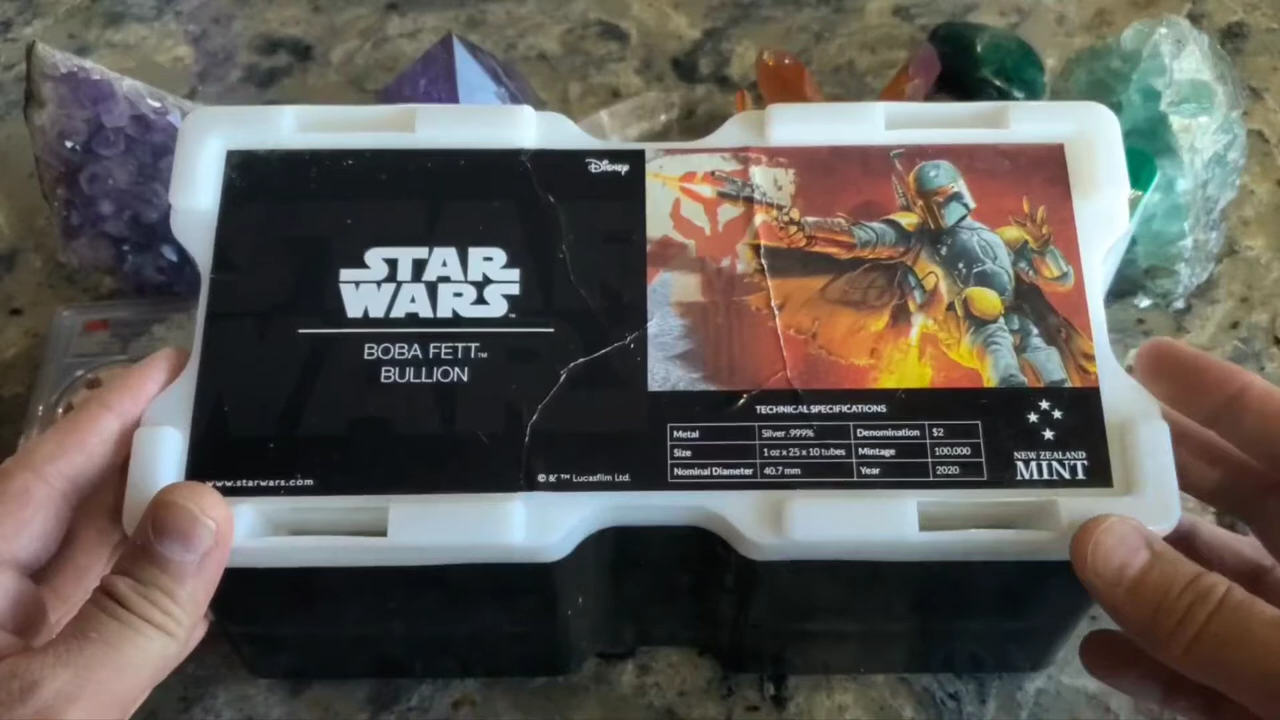 Disney
STAR
WARS™
BOBA FETT™
BULLION
www.starwars.com
© & ™ Lucasfilm Ltd.
TECHNICAL SPECIFICATIONS
Metal Silver .999% Denomination $2
Size 1 oz x 25 x 10 tubes Mintage 100,000
Nominal Diameter 40.7 mm Year 2020
NEW ZEALAND
MINT